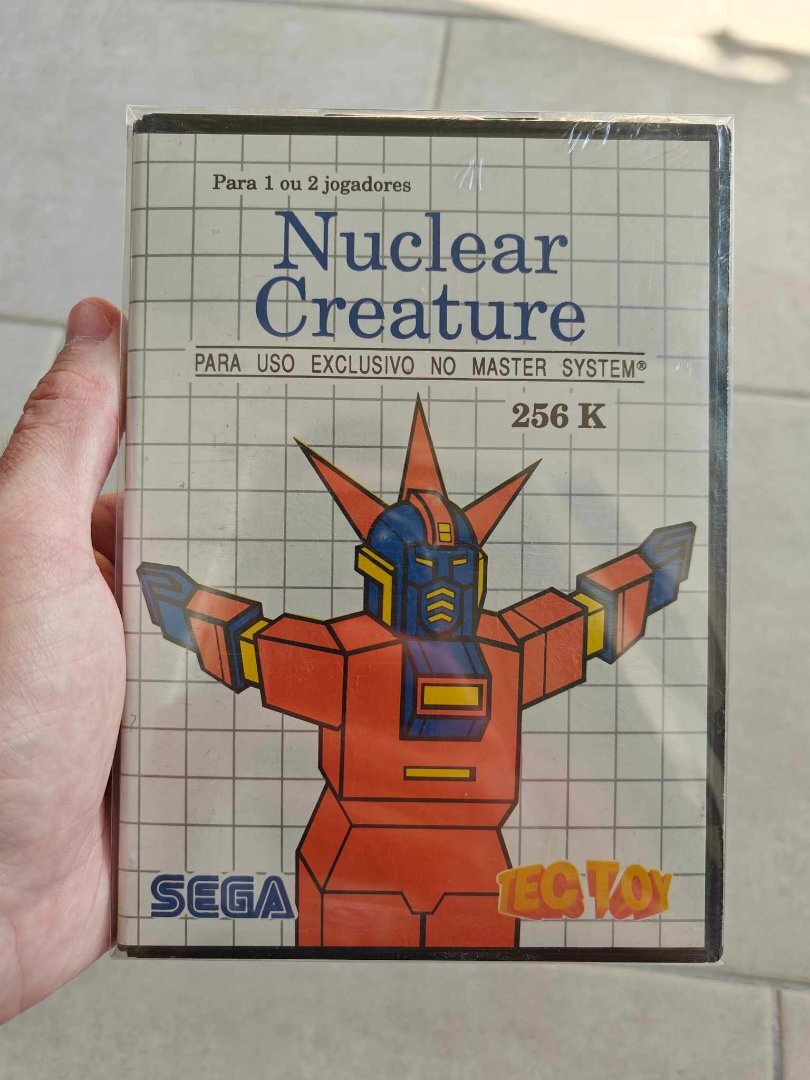 Para 1 ou 2 jogadores
Nuclear
Creature
PARA USO EXCLUSIVO NO MASTER SYSTEM®
256 K
SEGA
TEC TOY